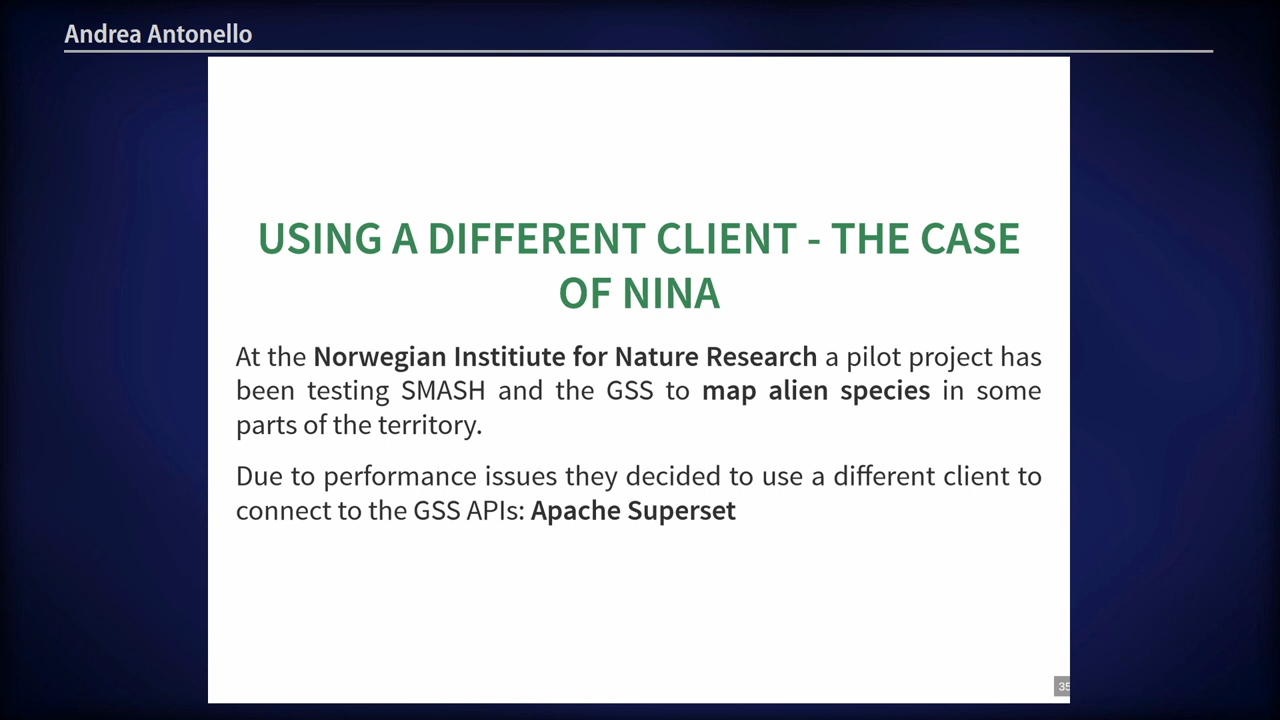 Andrea Antonello
USING A DIFFERENT CLIENT - THE CASE
OF NINA
At the Norwegian Institiute for Nature Research a pilot project has
been testing SMASH and the GSS to map alien species in some
parts of the territory.
Due to performance issues they decided to use a different client to
connect to the GSS APIs: Apache Superset
35